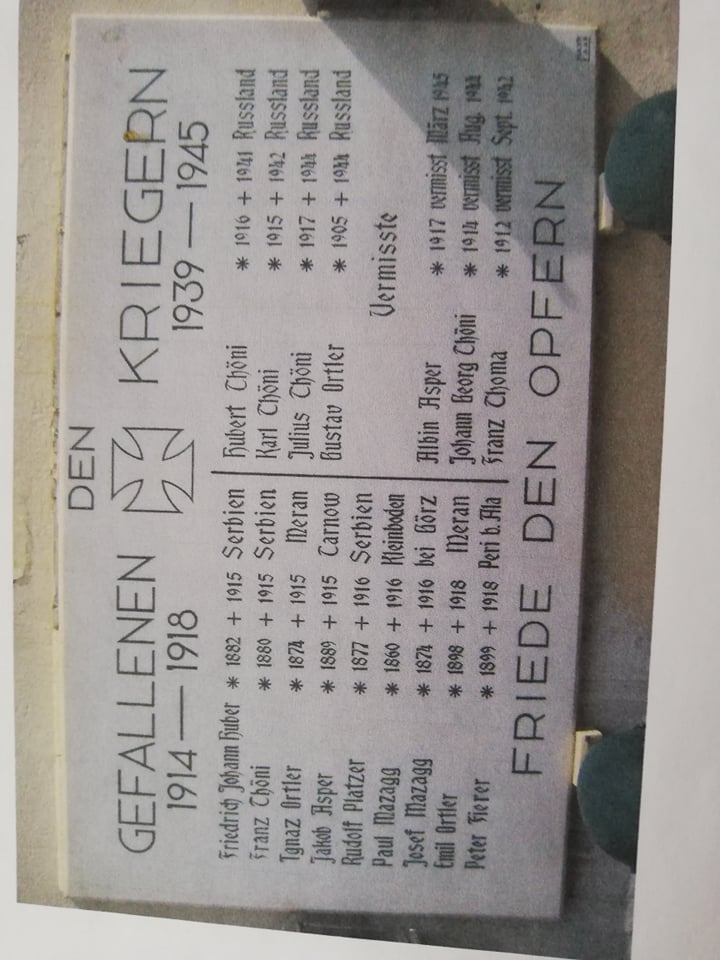 DEN
GEFALLENEN KRIEGERN
1914 — 1918 1939 — 1945
Friedrich Johann Huber * 1882 + 1915 Serbien
Franz Thöni * 1880 + 1915 Serbien
Ignaz Ortler * 1874 + 1915 Meran
Jakob Asper * 1889 + 1915 Tarnow
Rudolf Platzer * 1877 + 1916 Serbien
Paul Mazagg * 1860 + 1916 Kleinboden
Josef Mazagg * 1874 + 1916 bei Görz
Emil Ortler * 1898 + 1918 Meran
Peter Fierer * 1899 + 1918 Peri b. Ala
Hubert Thöni * 1916 + 1941 Russland
Karl Thöni * 1915 + 1942 Russland
Julius Thöni * 1917 + 1944 Russland
Gustav Ortler * 1905 + 1944 Russland
Vermisste
Albin Asper * 1917 vermisst März 1945
Johann Georg Thöni * 1914 vermisst Aug. 1944
Franz Thoma * 1912 vermisst Sept. 1942
FRIEDE DEN OPFERN